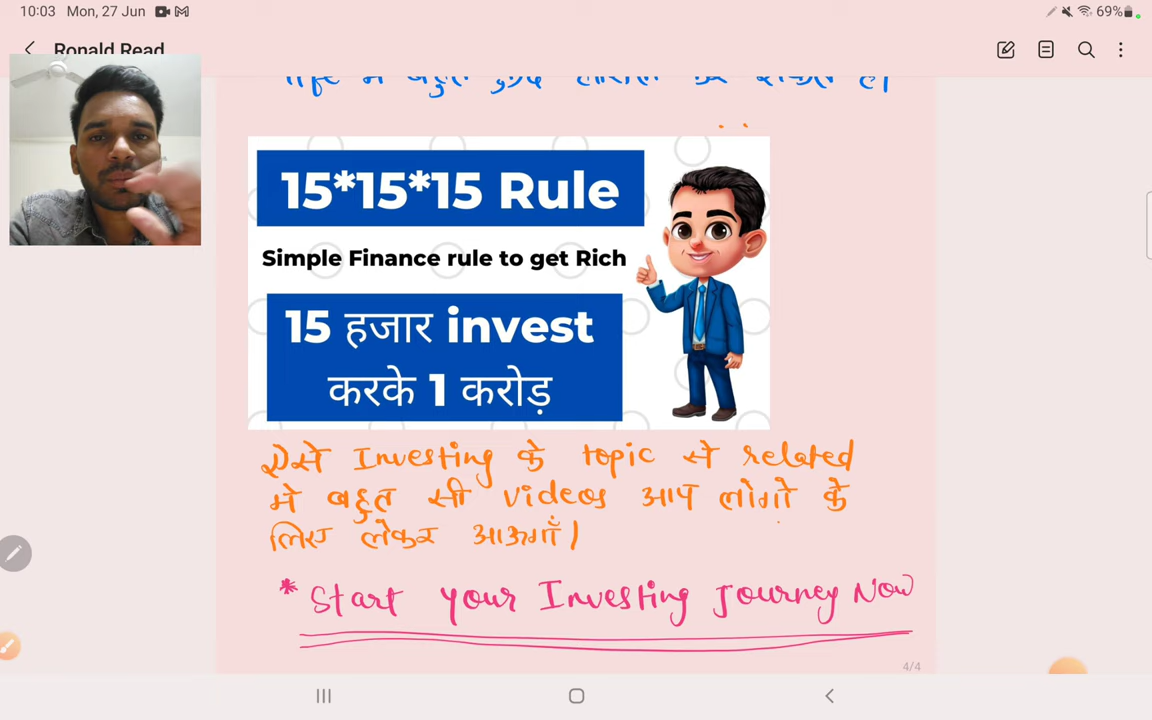 10:03 Mon, 27 Jun 69%
Ronald Read
15*15*15 Rule
Simple Finance rule to get Rich
15 हजार invest
करके 1 करोड़
Investing के topic से related
में बहुत सी videos आप लोगो के
लिए लेकर आऊगाँ।
* Start your Investing Journey Now
4/4